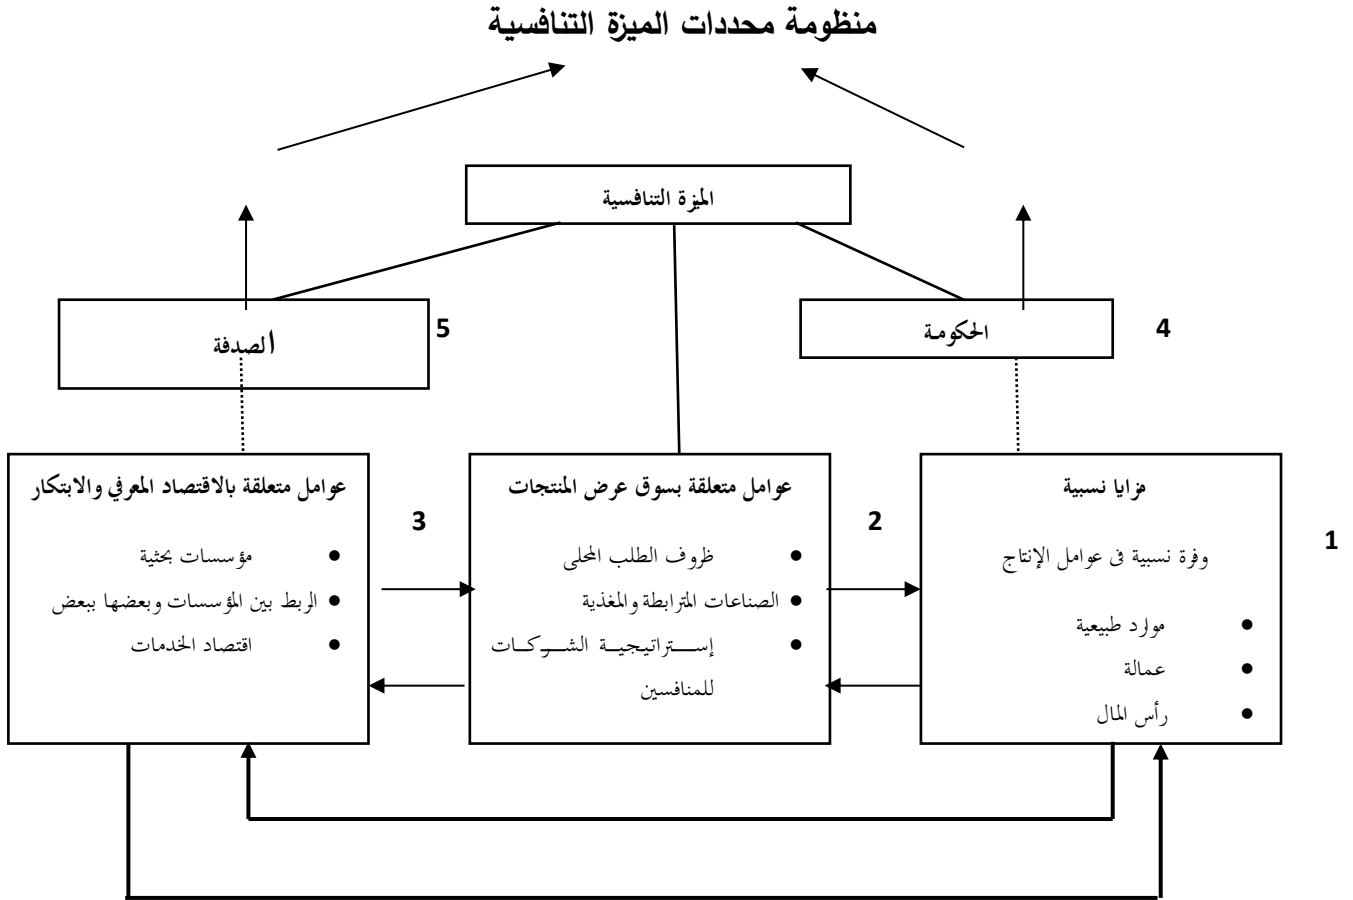 منظومة محددات الميزة التنافسية
الميزة التنافسية
الحكومة
4
الصدفة
5
1
مزايا نسبية
وفرة نسبية فى عوامل الإنتاج
● موارد طبيعية
● عمالة
● رأس المال
2
عوامل متعلقة بسوق عرض المنتجات
● ظروف الطلب المحلى
● الصناعات المترابطة والمغذية
● إستراتيجية الشركات
للمنافسين
3
عوامل متعلقة بالاقتصاد المعرفي والابتكار
● مؤسسات بحثية
● الربط بين المؤسسات وبعضها ببعض
● اقتصاد الخدمات